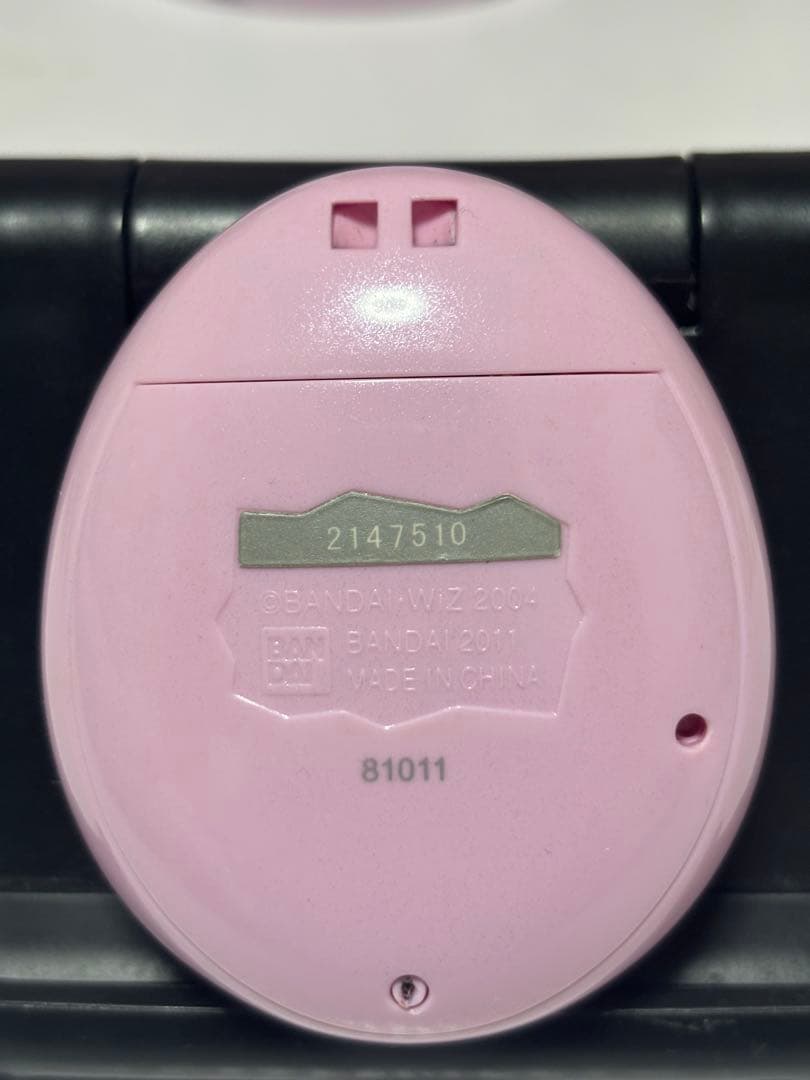 2147510
©BANDAI•WiZ 2004
BAN
DAI
BANDAI 2011
MADE IN CHINA
81011